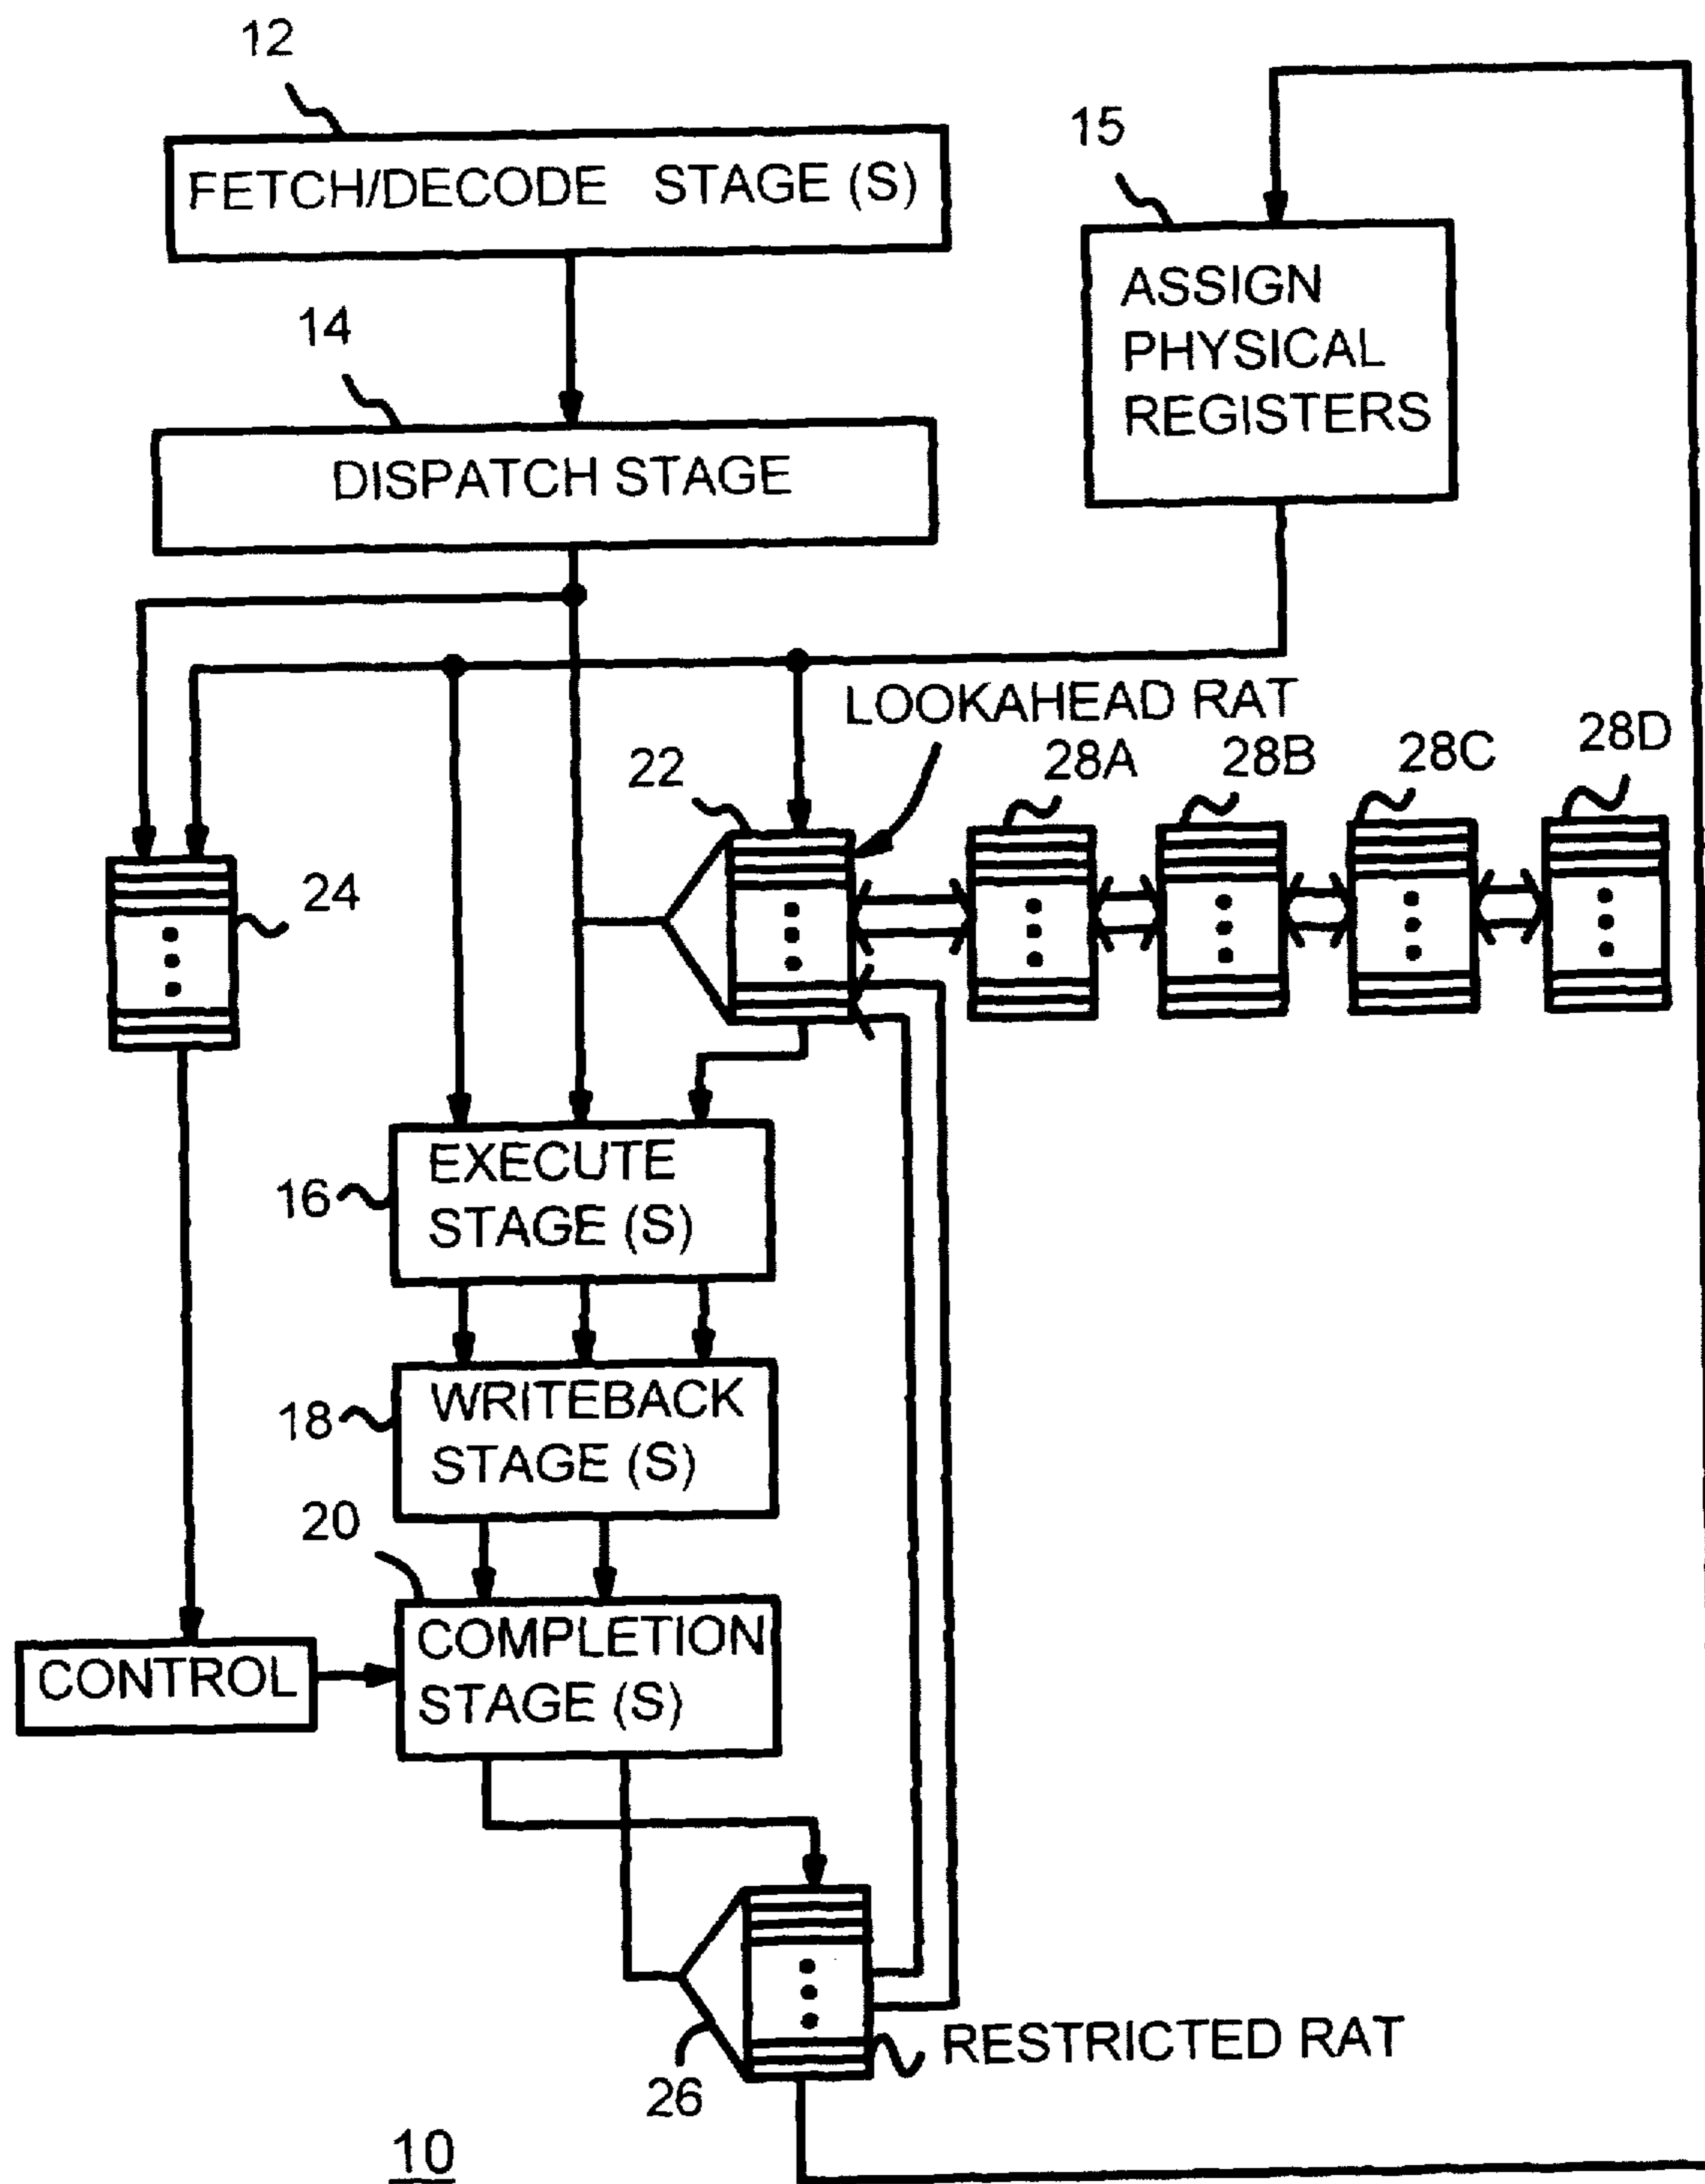 12
FETCH/DECODE STAGE (S)
15
ASSIGN
PHYSICAL
REGISTERS
14
DISPATCH STAGE
LOOKAHEAD RAT
22
28A
28B
28C
28D
24
EXECUTE
STAGE (S)
16
WRITEBACK
STAGE (S)
18
20
COMPLETION
STAGE (S)
CONTROL
RESTRICTED RAT
26
10